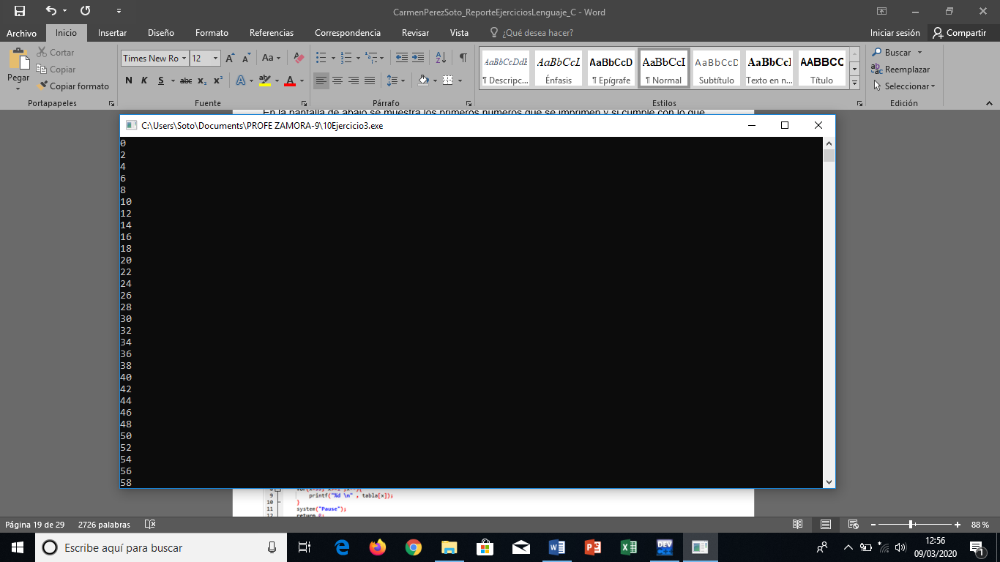 CarmenPerezSoto_ReporteEjerciciosLenguaje_C - Word
Archivo Inicio Insertar Diseño Formato Referencias Correspondencia Revisar Vista ¿Qué desea hacer? Iniciar sesión Compartir
Pegar
Cortar
Copiar
Copiar formato
Portapapeles
Times New Ro 12 Aa
N K S abc x₂ x² A ab A
Fuente
Párrafo
AaBbCcDdE AaBbCcL AaBbCcD AaBbCcI AaBbCcD AaBbCcI AABBCC
¶ Descripc... Énfasis ¶ Epígrafe ¶ Normal Subtítulo Texto en n... Título
Estilos
Buscar
Reemplazar
Seleccionar
Edición
En la pantalla de abajo se muestra los primeros números que se imprimen y si cumple con lo que
C:\Users\Soto\Documents\PROFE ZAMORA-9\10Ejercicio3.exe
0
2
4
6
8
10
12
14
16
18
20
22
24
26
28
30
32
34
36
38
40
42
44
46
48
50
52
54
56
58
9 printf("%d \n" , tabla[x]);
10 }
11 system("Pause");
12 return 0;
Página 19 de 29 2726 palabras 88 %
Escribe aquí para buscar
DEV
12:56
09/03/2020
1